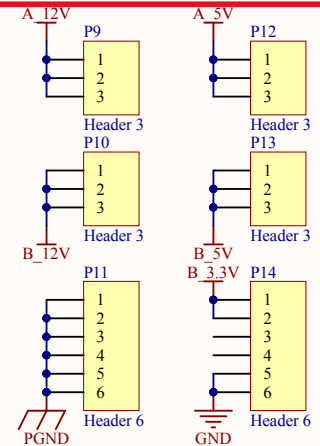 A_12V
P9
1
2
3
Header 3
A_5V
P12
1
2
3
Header 3
P10
1
2
3
Header 3
B_12V
P13
1
2
3
Header 3
B_5V
P11
1
2
3
4
5
6
Header 6
PGND
B_3.3V
P14
1
2
3
4
5
6
Header 6
GND